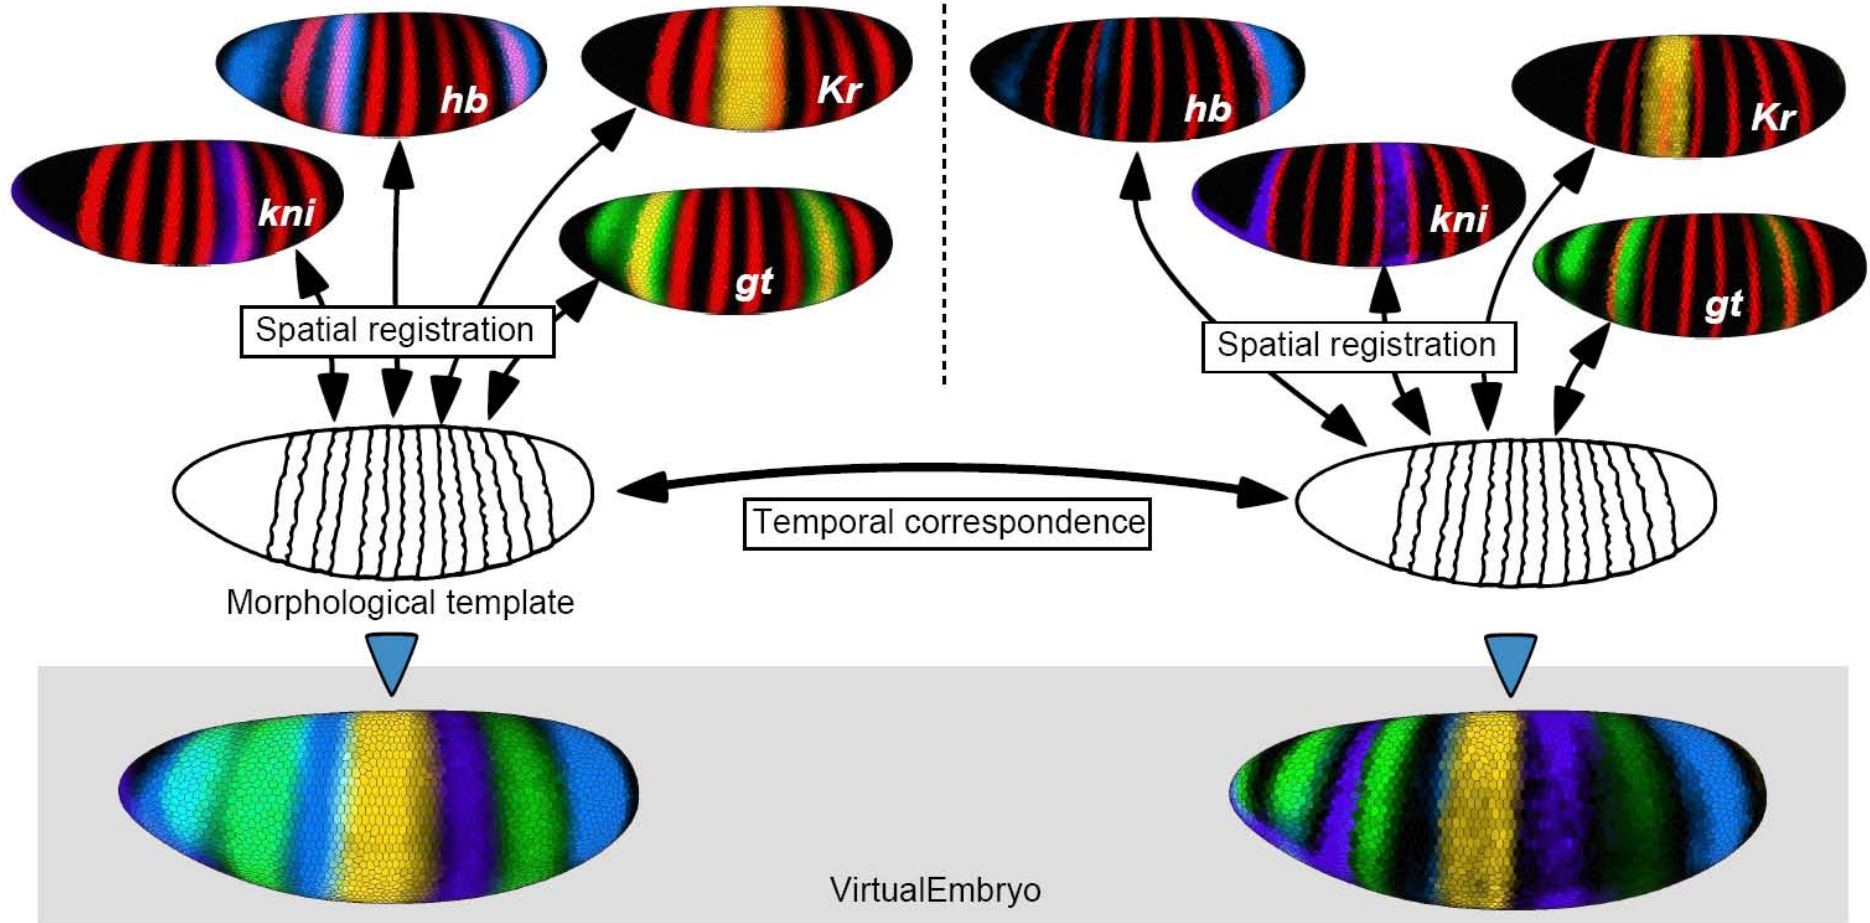 hb
Kr
kni
gt
Spatial registration
hb
Kr
kni
gt
Spatial registration
Temporal correspondence
Morphological template
VirtualEmbryo